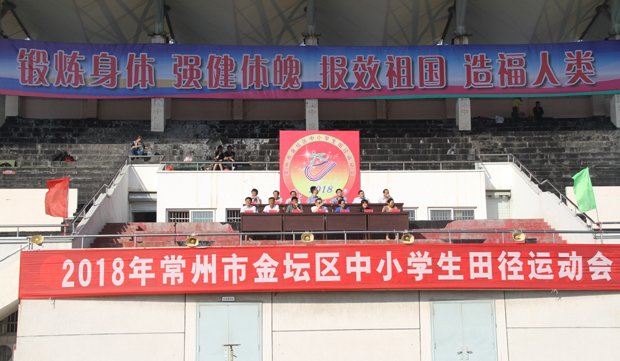 锻炼身体 强健体魄 报效祖国 造福人类
2018
2018年常州市金坛区中小学生田径运动会